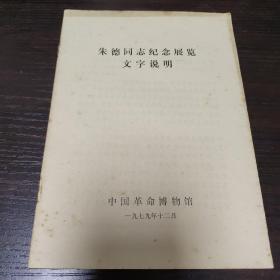 朱德同志纪念展览
文字说明
中国革命博物馆
一九七九年十二月